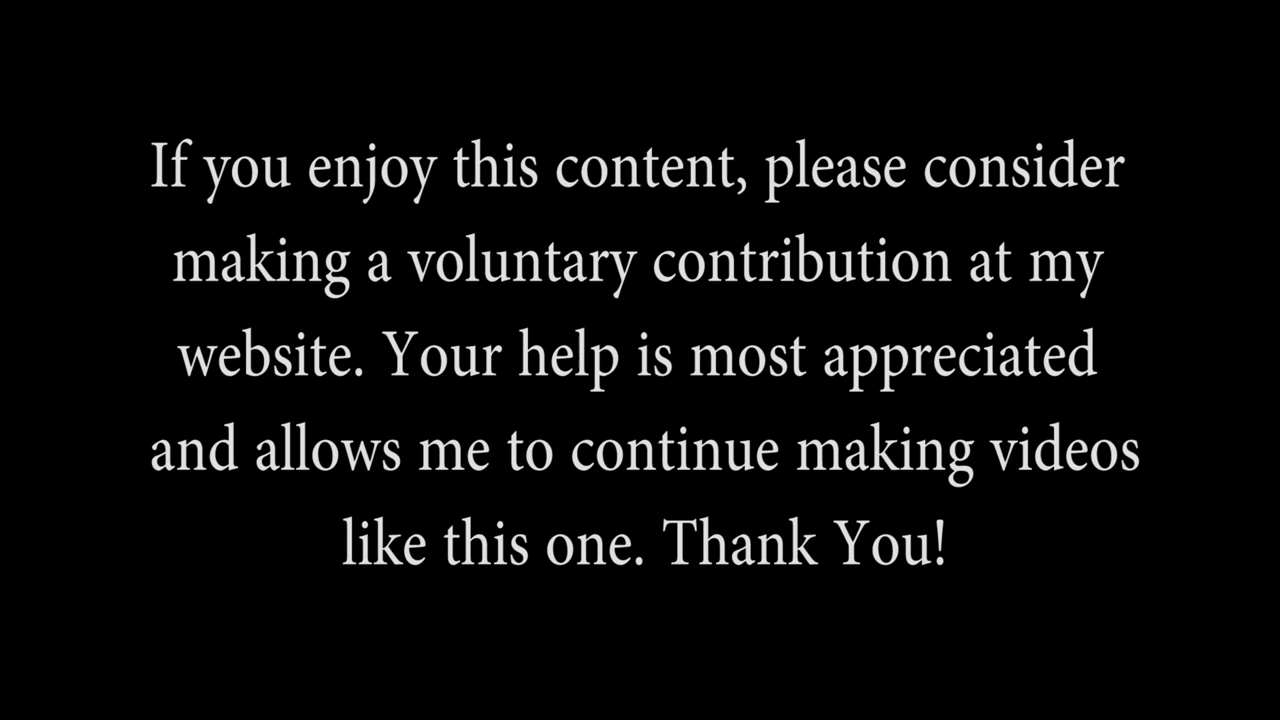 If you enjoy this content, please consider
making a voluntary contribution at my
website. Your help is most appreciated
and allows me to continue making videos
like this one. Thank You!